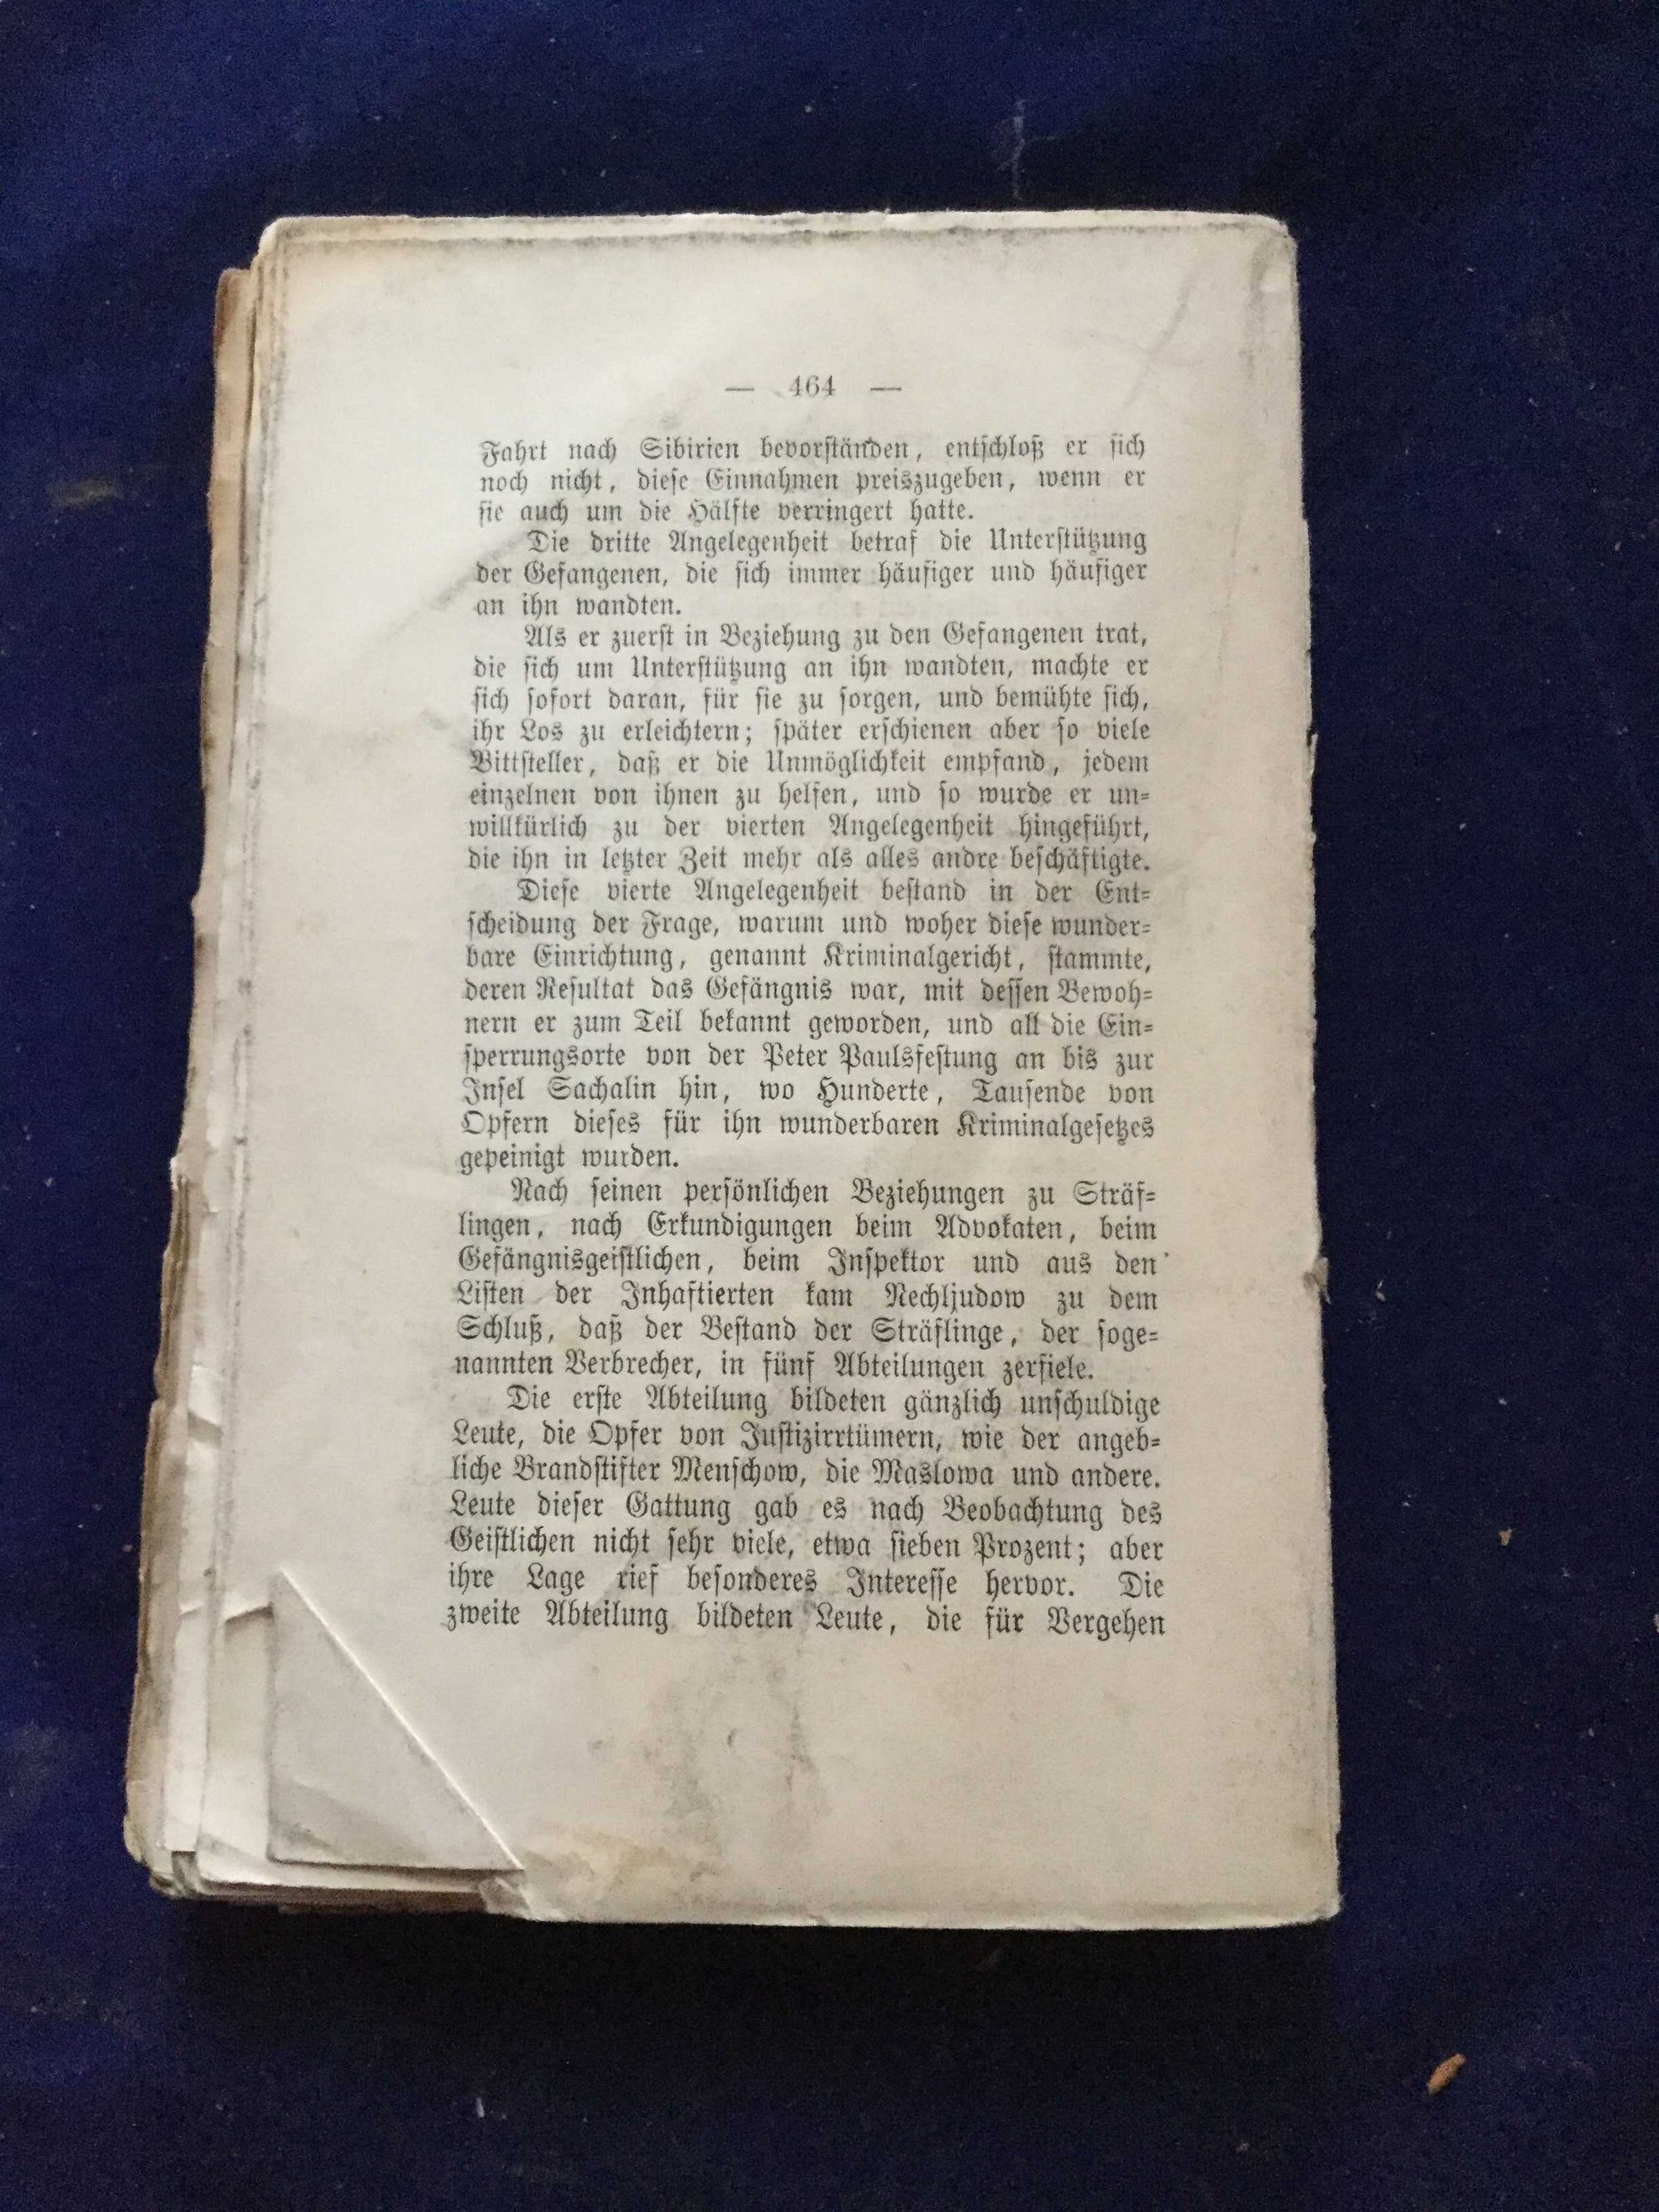 — 464 —
Fahrt nach Sibirien bevorständen, entschloß er sich
noch nicht, diese Einnahmen preiszugeben, wenn er
sie auch um die Hälfte verringert hatte.
Die dritte Angelegenheit betraf die Unterstützung
der Gefangenen, die sich immer häufiger und häufiger
an ihn wandten.
Als er zuerst in Beziehung zu den Gefangenen trat,
die sich um Unterstützung an ihn wandten, machte er
sich sofort daran, für sie zu sorgen, und bemühte sich,
ihr Los zu erleichtern; später erschienen aber so viele
Bittsteller, daß er die Unmöglichkeit empfand, jedem
einzelnen von ihnen zu helfen, und so wurde er un=
willkürlich zu der vierten Angelegenheit hingeführt,
die ihn in letzter Zeit mehr als alles andre beschäftigte.
Diese vierte Angelegenheit bestand in der Ent=
scheidung der Frage, warum und woher diese wunder=
bare Einrichtung, genannt Kriminalgericht, stammte,
deren Resultat das Gefängnis war, mit dessen Bewoh=
nern er zum Teil bekannt geworden, und all die Ein=
sperrungsorte von der Peter Paulsfestung an bis zur
Insel Sachalin hin, wo Hunderte, Tausende von
Opfern dieses für ihn wunderbaren Kriminalgesetzes
gepeinigt wurden.
Nach seinen persönlichen Beziehungen zu Sträf=
lingen, nach Erkundigungen beim Advokaten, beim
Gefängnisgeistlichen, beim Inspektor und aus den
Listen der Inhaftierten kam Nechljudow zu dem
Schluß, daß der Bestand der Sträflinge, der soge=
nannten Verbrecher, in fünf Abteilungen zerfiele.
Die erste Abteilung bildeten gänzlich unschuldige
Leute, die Opfer von Justizirrtümern, wie der angeb=
liche Brandstifter Menschow, die Maslowa und andere.
Leute dieser Gattung gab es nach Beobachtung des
Geistlichen nicht sehr viele, etwa sieben Prozent; aber
ihre Lage rief besonderes Interesse hervor. Die
zweite Abteilung bildeten Leute, die für Vergehen